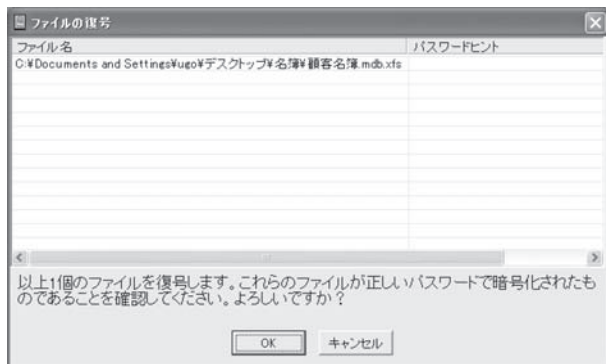 ファイルの復号
ファイル名 パスワードヒント
C:¥Documents and Settings¥ugo¥デスクトップ¥名簿¥顧客名簿.mdb.xfs
以上1個のファイルを復号します。これらのファイルが正しいパスワードで暗号化されたも
のであることを確認してください。よろしいですか？
OK キャンセル